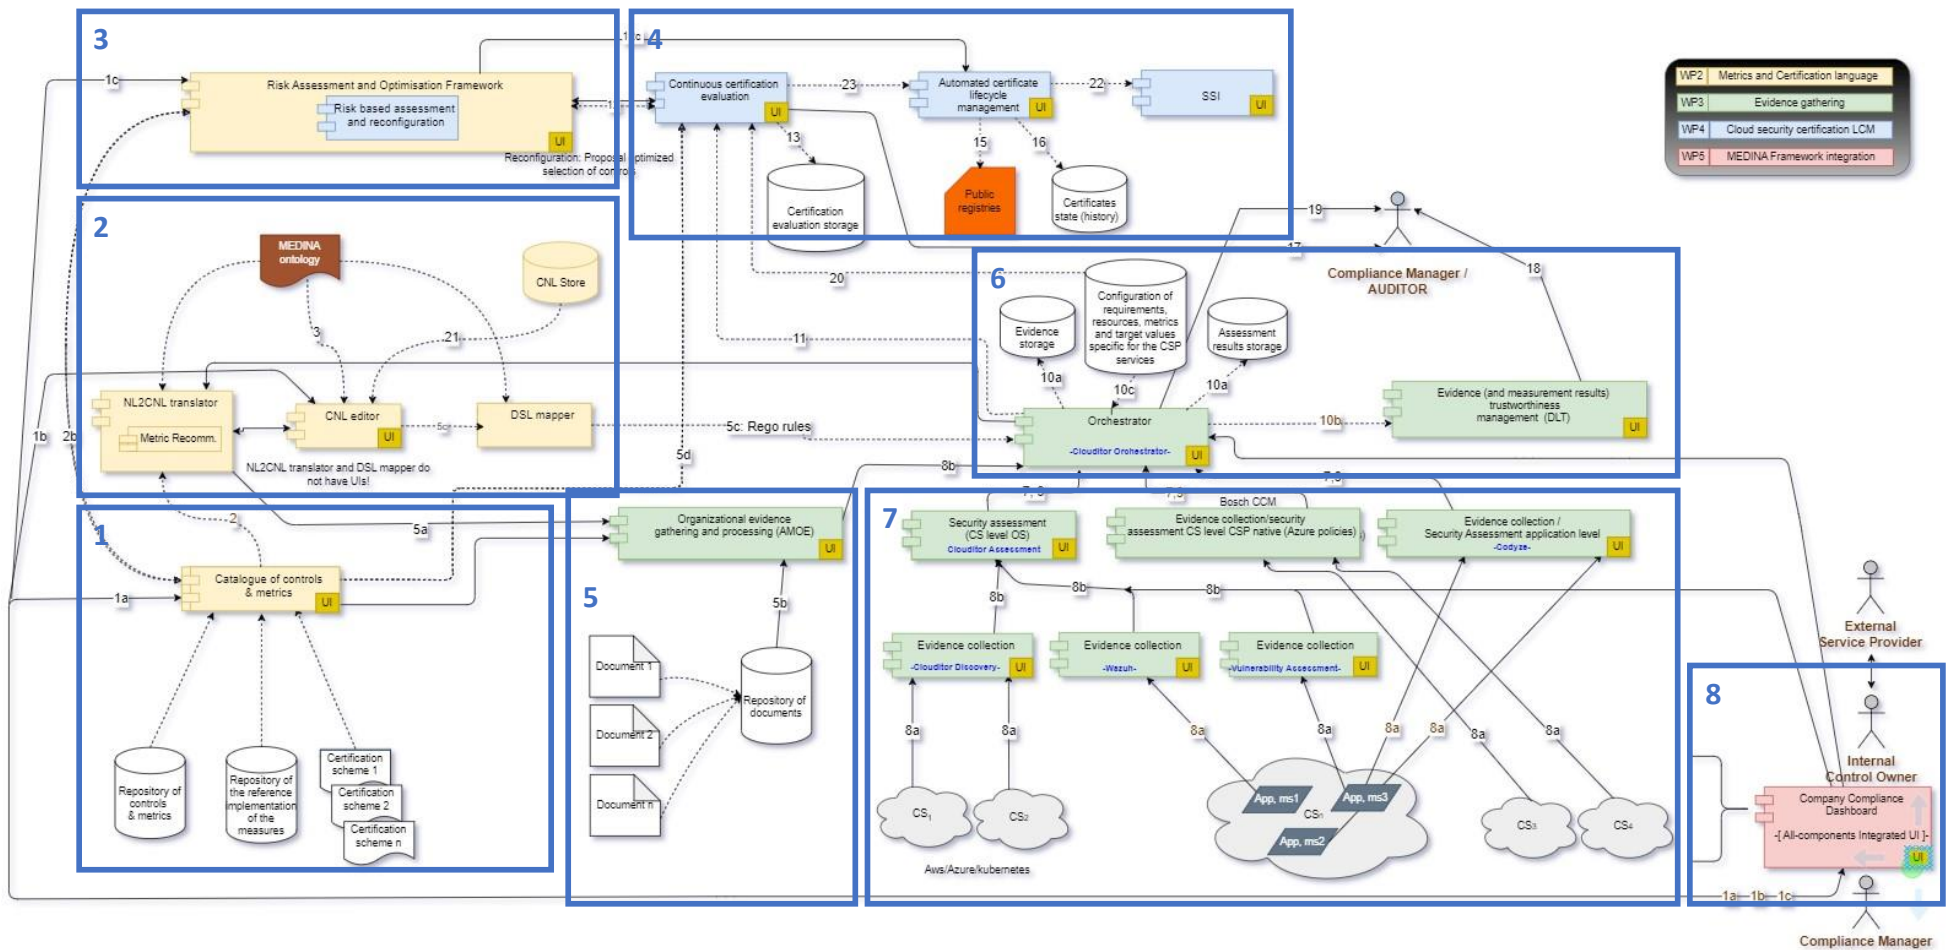 3
1c
Risk Assessment and Optimisation Framework
Risk based assessment
and reconfiguration
UI
Reconfiguration: Proposal optimized
selection of controls
4
Continuous certification
evaluation
UI
23
Automated certificate
lifecycle
management
UI
22
SSI
UI
13
15
16
Certification
evaluation storage
Public
registries
Certificates
state (history)
WP2
Metrics and Certification language
WP3
Evidence gathering
WP4
Cloud security certification LCM
WP5
MEDINA Framework integration
2
MEDINA
ontology
CNL Store
3
21
NL2CNL translator
Metric Recomm.
CNL editor
UI
5c
DSL mapper
NL2CNL translator and DSL mapper do
not have UIs!
1b
2b
5c: Rego rules
5d
20
11
19
17
18
Compliance Manager /
AUDITOR
6
Evidence
storage
Configuration of
requirements,
resources, metrics
and target values
specific for the CSP
services
Assessment
results storage
10a
10c
10a
Orchestrator
-Clouditor Orchestrator-
UI
10b
Evidence (and measurement results)
trustworthiness
management (DLT)
UI
8b
1
2
5a
Catalogue of controls
& metrics
UI
1a
Repository of
controls
& metrics
Repository of
the reference
implementation
of the
measures
Certification
scheme 1
Certification
scheme 2
Certification
scheme n
5
Organizational evidence
gathering and processing (AMOE)
UI
5b
Document 1
Document 2
Document n
Repository of
documents
7
Security assessment
(CS level OS)
Clouditor Assessment
UI
Bosch CCM
Evidence collection/security
assessment CS level CSP native (Azure policies)
Evidence collection /
Security Assessment application level
-Codyze-
UI
8b
8b
8b
Evidence collection
-Clouditor Discovery-
UI
Evidence collection
-Wazuh-
UI
Evidence collection
-Vulnerability Assessment-
UI
8a
8a
8a
8a
8a
8a
8a
8a
CS1
CS2
App, ms1
App, ms3
CSn
App, ms2
CS3
CS4
Aws/Azure/kubernetes
External
Service Provider
8
Internal
Control Owner
Company Compliance
Dashboard
-[ All-components Integrated UI ]-
UI
1a
1b
1c
Compliance Manager